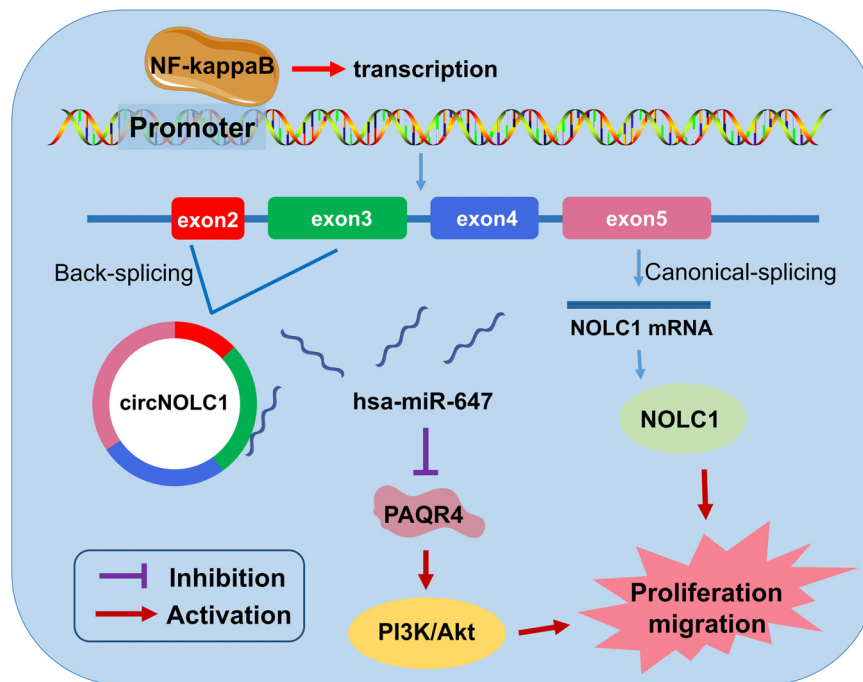 NF-kappaB
transcription
Promoter
exon2
exon3
exon4
exon5
Back-splicing
Canonical-splicing
NOLC1 mRNA
circNOLC1
hsa-miR-647
NOLC1
PAQR4
Inhibition
Activation
PI3K/Akt
Proliferation
migration